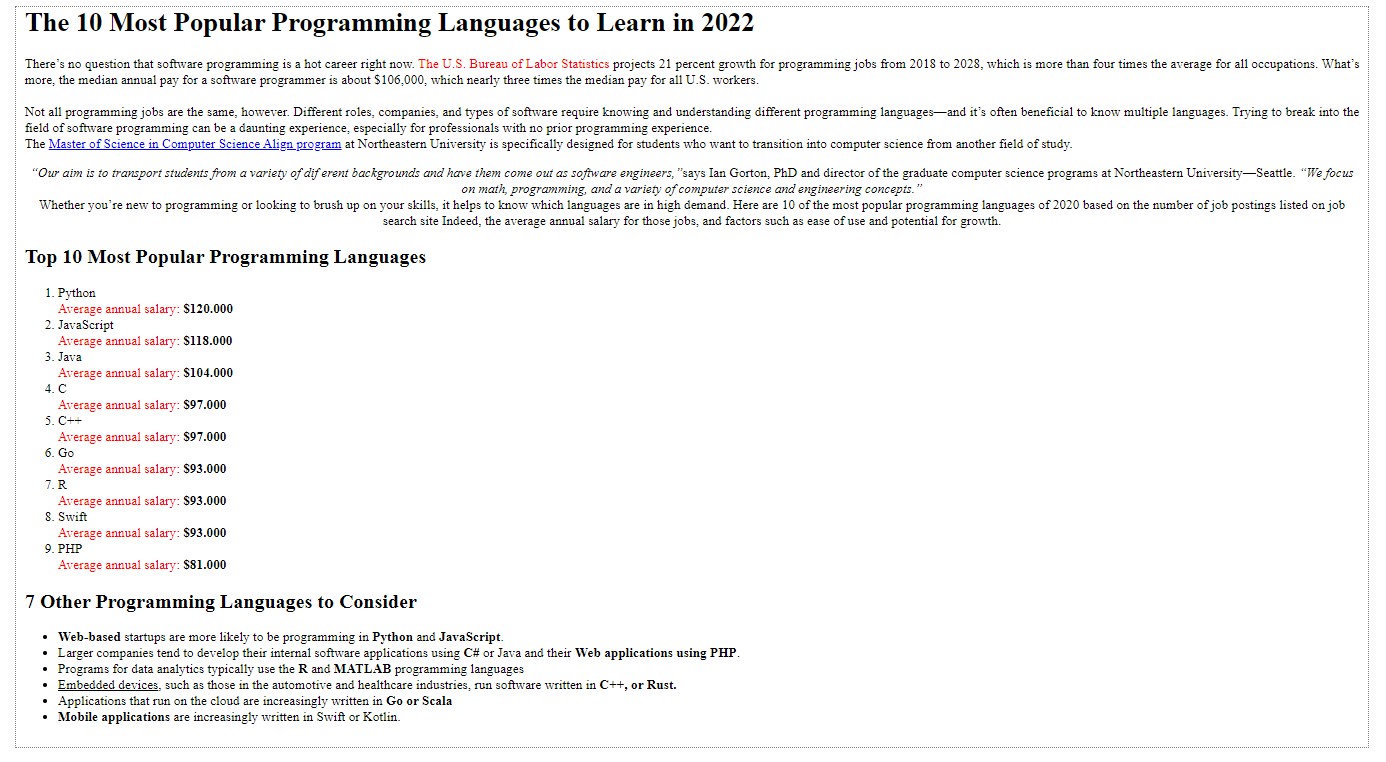 The 10 Most Popular Programming Languages to Learn in 2022
There’s no question that software programming is a hot career right now. The U.S. Bureau of Labor Statistics projects 21 percent growth for programming jobs from 2018 to 2028, which is more than four times the average for all occupations. What’s
more, the median annual pay for a software programmer is about $106,000, which nearly three times the median pay for all U.S. workers.
Not all programming jobs are the same, however. Different roles, companies, and types of software require knowing and understanding different programming languages—and it’s often beneficial to know multiple languages. Trying to break into the
field of software programming can be a daunting experience, especially for professionals with no prior programming experience.
The Master of Science in Computer Science Align program at Northeastern University is specifically designed for students who want to transition into computer science from another field of study.
“Our aim is to transport students from a variety of dif erent backgrounds and have them come out as software engineers,”says Ian Gorton, PhD and director of the graduate computer science programs at Northeastern University—Seattle. “We focus
on math, programming, and a variety of computer science and engineering concepts.”
Whether you’re new to programming or looking to brush up on your skills, it helps to know which languages are in high demand. Here are 10 of the most popular programming languages of 2020 based on the number of job postings listed on job
search site Indeed, the average annual salary for those jobs, and factors such as ease of use and potential for growth.
Top 10 Most Popular Programming Languages
1. Python
Average annual salary: $120.000
2. JavaScript
Average annual salary: $118.000
3. Java
Average annual salary: $104.000
4. C
Average annual salary: $97.000
5. C++
Average annual salary: $97.000
6. Go
Average annual salary: $93.000
7. R
Average annual salary: $93.000
8. Swift
Average annual salary: $93.000
9. PHP
Average annual salary: $81.000
7 Other Programming Languages to Consider
• Web-based startups are more likely to be programming in Python and JavaScript.
• Larger companies tend to develop their internal software applications using C# or Java and their Web applications using PHP.
• Programs for data analytics typically use the R and MATLAB programming languages
• Embedded devices, such as those in the automotive and healthcare industries, run software written in C++, or Rust.
• Applications that run on the cloud are increasingly written in Go or Scala
• Mobile applications are increasingly written in Swift or Kotlin.